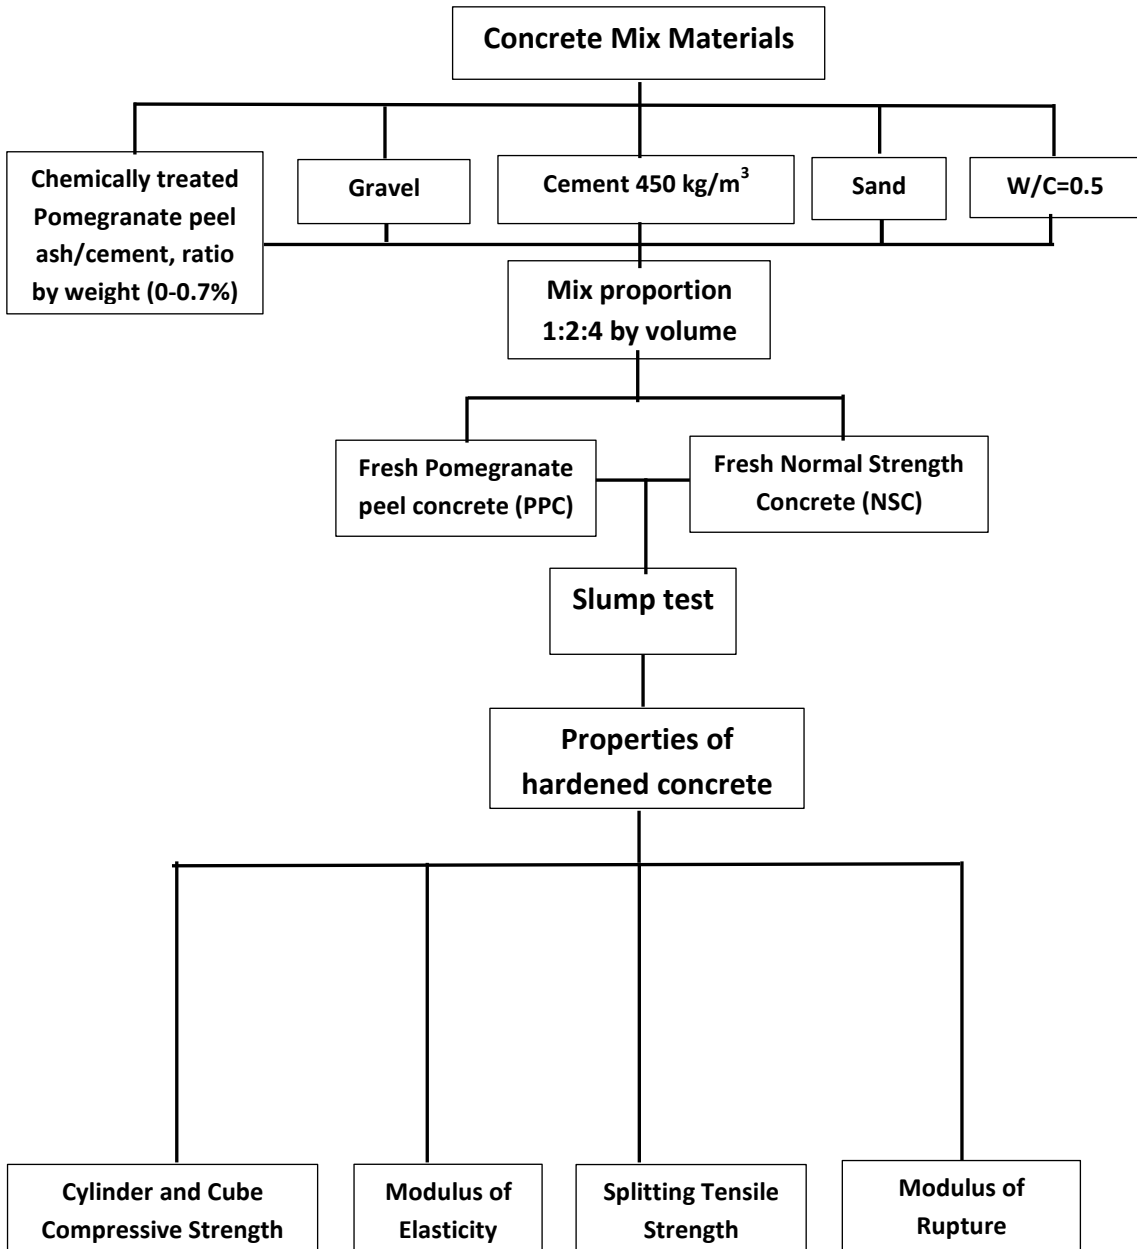 Concrete Mix Materials
Chemically treated
Pomegranate peel
ash/cement, ratio
by weight (0-0.7%)
Gravel
Cement 450 kg/m³
Sand
W/C=0.5
Mix proportion
1:2:4 by volume
Fresh Pomegranate
peel concrete (PPC)
Fresh Normal Strength
Concrete (NSC)
Slump test
Properties of
hardened concrete
Cylinder and Cube
Compressive Strength
Modulus of
Elasticity
Splitting Tensile
Strength
Modulus of
Rupture